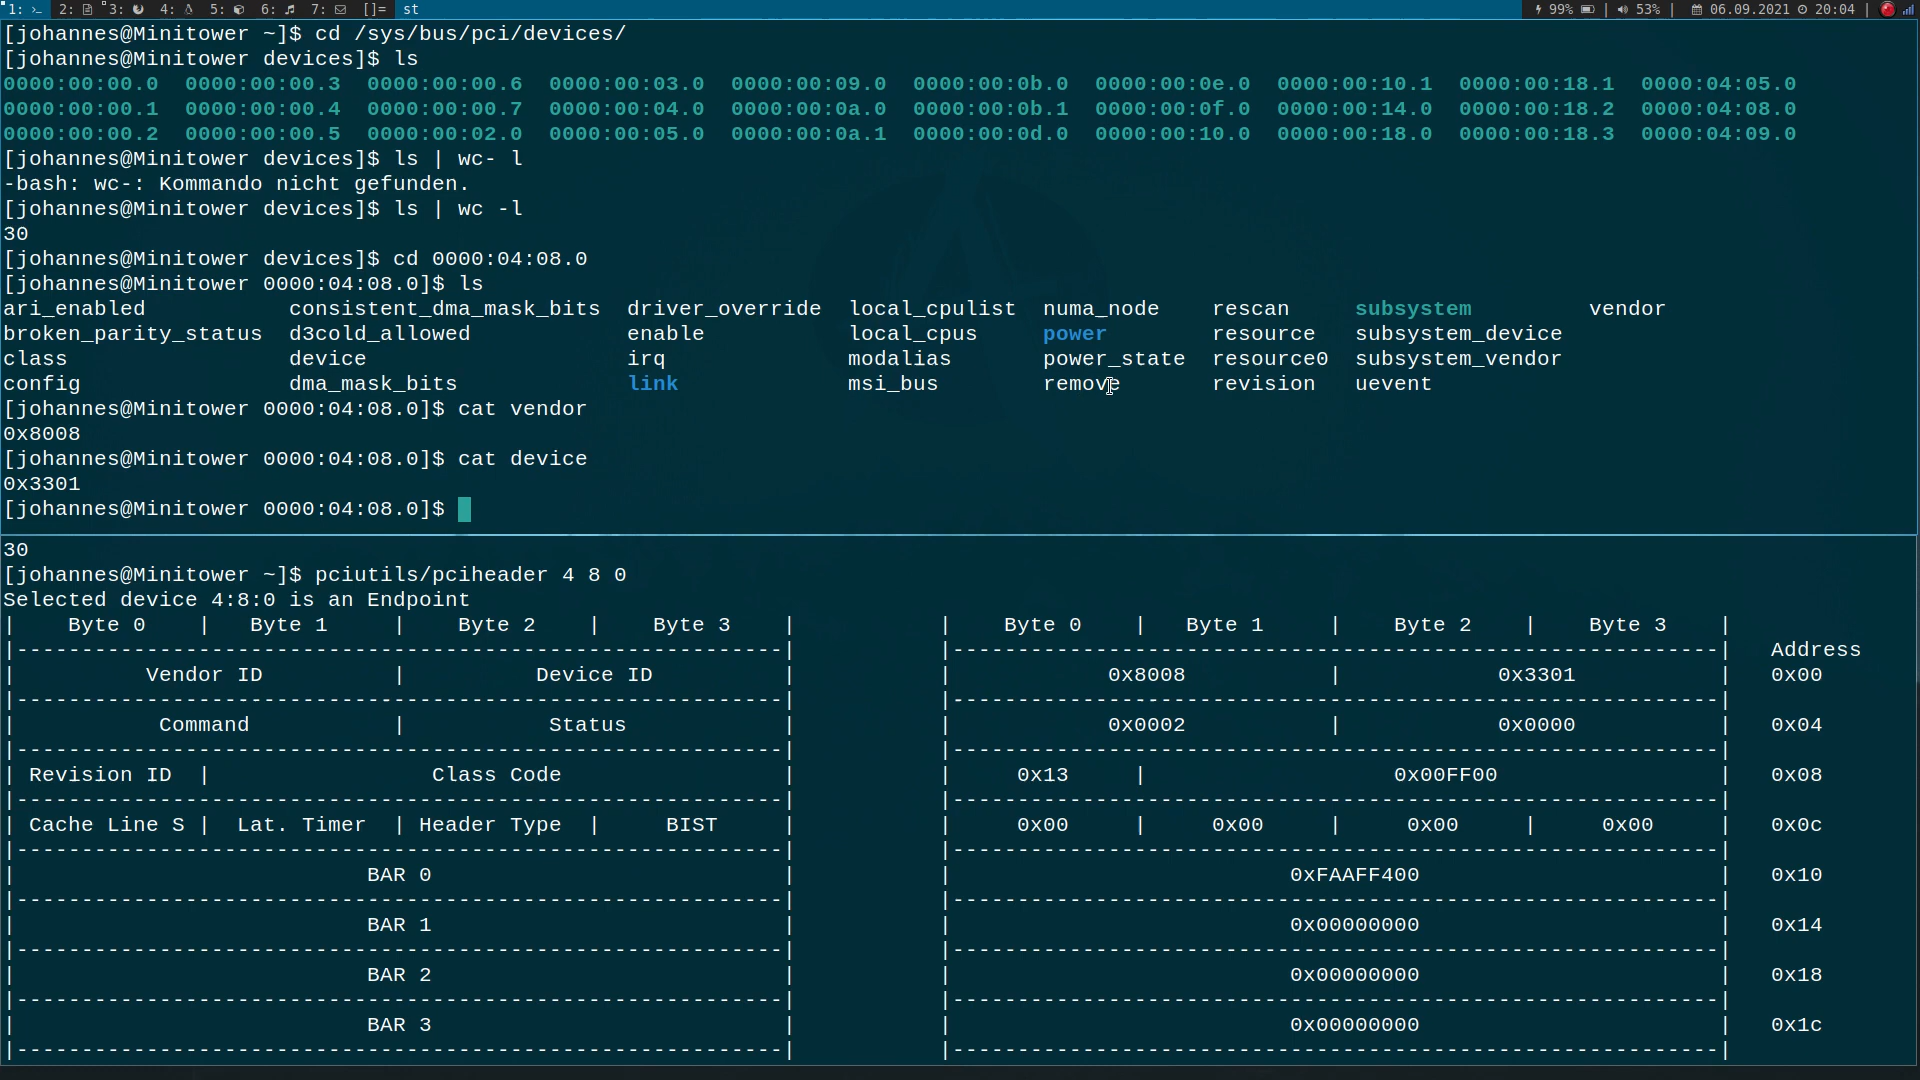 1: 2: 3: 4: 5: 6: 7: []= st 99% | 53% | 06.09.2021 20:04 |
[johannes@Minitower ~]$ cd /sys/bus/pci/devices/
[johannes@Minitower devices]$ ls
0000:00:00.0 0000:00:00.3 0000:00:00.6 0000:00:03.0 0000:00:09.0 0000:00:0b.0 0000:00:0e.0 0000:00:10.1 0000:00:18.1 0000:04:05.0
0000:00:00.1 0000:00:00.4 0000:00:00.7 0000:00:04.0 0000:00:0a.0 0000:00:0b.1 0000:00:0f.0 0000:00:14.0 0000:00:18.2 0000:04:08.0
0000:00:00.2 0000:00:00.5 0000:00:02.0 0000:00:05.0 0000:00:0a.1 0000:00:0d.0 0000:00:10.0 0000:00:18.0 0000:00:18.3 0000:04:09.0
[johannes@Minitower devices]$ ls | wc- l
-bash: wc-: Kommando nicht gefunden.
[johannes@Minitower devices]$ ls | wc -l
30
[johannes@Minitower devices]$ cd 0000:04:08.0
[johannes@Minitower 0000:04:08.0]$ ls
ari_enabled consistent_dma_mask_bits driver_override local_cpulist numa_node rescan subsystem vendor
broken_parity_status d3cold_allowed enable local_cpus power resource subsystem_device
class device irq modalias power_state resource0 subsystem_vendor
config dma_mask_bits link msi_bus remove revision uevent
[johannes@Minitower 0000:04:08.0]$ cat vendor
0x8008
[johannes@Minitower 0000:04:08.0]$ cat device
0x3301
[johannes@Minitower 0000:04:08.0]$
30
[johannes@Minitower ~]$ pciutils/pciheader 4 8 0
Selected device 4:8:0 is an Endpoint
| Byte 0 | Byte 1 | Byte 2 | Byte 3 | | Byte 0 | Byte 1 | Byte 2 | Byte 3 |
|-----------------------------------------------------------| |-----------------------------------------------------------| Address
| Vendor ID | Device ID | | 0x8008 | 0x3301 | 0x00
|-----------------------------------------------------------| |-----------------------------------------------------------|
| Command | Status | | 0x0002 | 0x0000 | 0x04
|-----------------------------------------------------------| |-----------------------------------------------------------|
| Revision ID | Class Code | | 0x13 | 0x00FF00 | 0x08
|-----------------------------------------------------------| |-----------------------------------------------------------|
| Cache Line S | Lat. Timer | Header Type | BIST | | 0x00 | 0x00 | 0x00 | 0x00 | 0x0c
|-----------------------------------------------------------| |-----------------------------------------------------------|
| BAR 0 | | 0xFAAFF400 | 0x10
|-----------------------------------------------------------| |-----------------------------------------------------------|
| BAR 1 | | 0x00000000 | 0x14
|-----------------------------------------------------------| |-----------------------------------------------------------|
| BAR 2 | | 0x00000000 | 0x18
|-----------------------------------------------------------| |-----------------------------------------------------------|
| BAR 3 | | 0x00000000 | 0x1c
|-----------------------------------------------------------| |-----------------------------------------------------------|